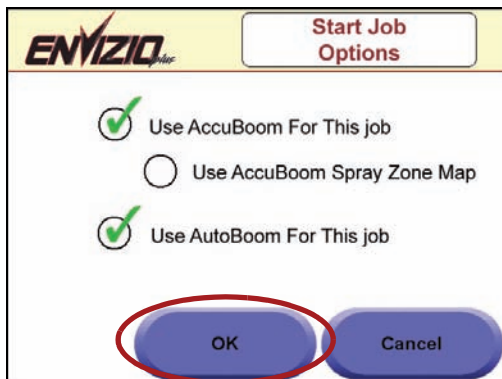 ENVIZIO plus
Start Job
Options
Use AccuBoom For This job
Use AccuBoom Spray Zone Map
Use AutoBoom For This job
OK
Cancel